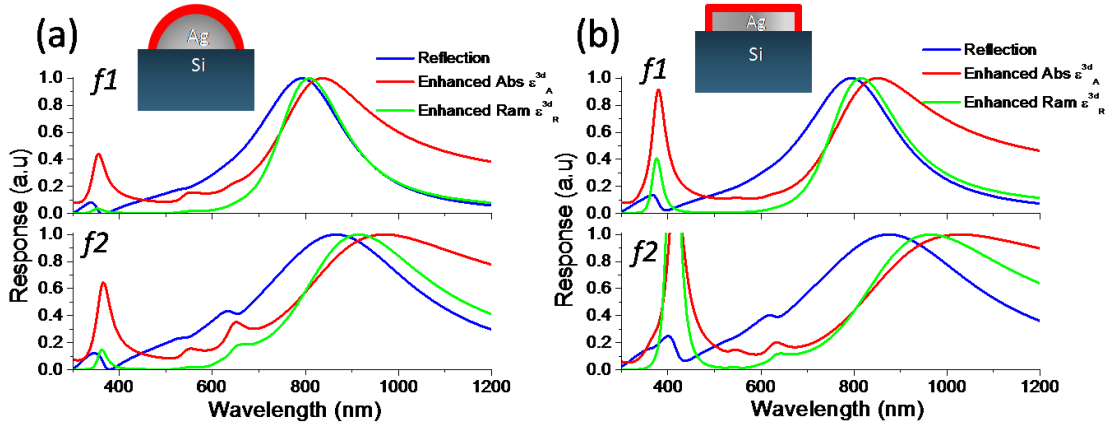 (a)
Ag
Si
f1
Reflection
Enhanced Abs ε^3d_A
Enhanced Ram ε^3d_R
1.0
0.8
0.6
0.4
0.2
0.0
f2
1.0
0.8
0.6
0.4
0.2
0.0
Response (a.u)
400 600 800 1000 1200
Wavelength (nm)
(b)
Ag
Si
f1
Reflection
Enhanced Abs ε^3d_A
Enhanced Ram ε^3d_R
1.0
0.8
0.6
0.4
0.2
0.0
f2
1.0
0.8
0.6
0.4
0.2
0.0
Response (a.u)
400 600 800 1000 1200
Wavelength (nm)